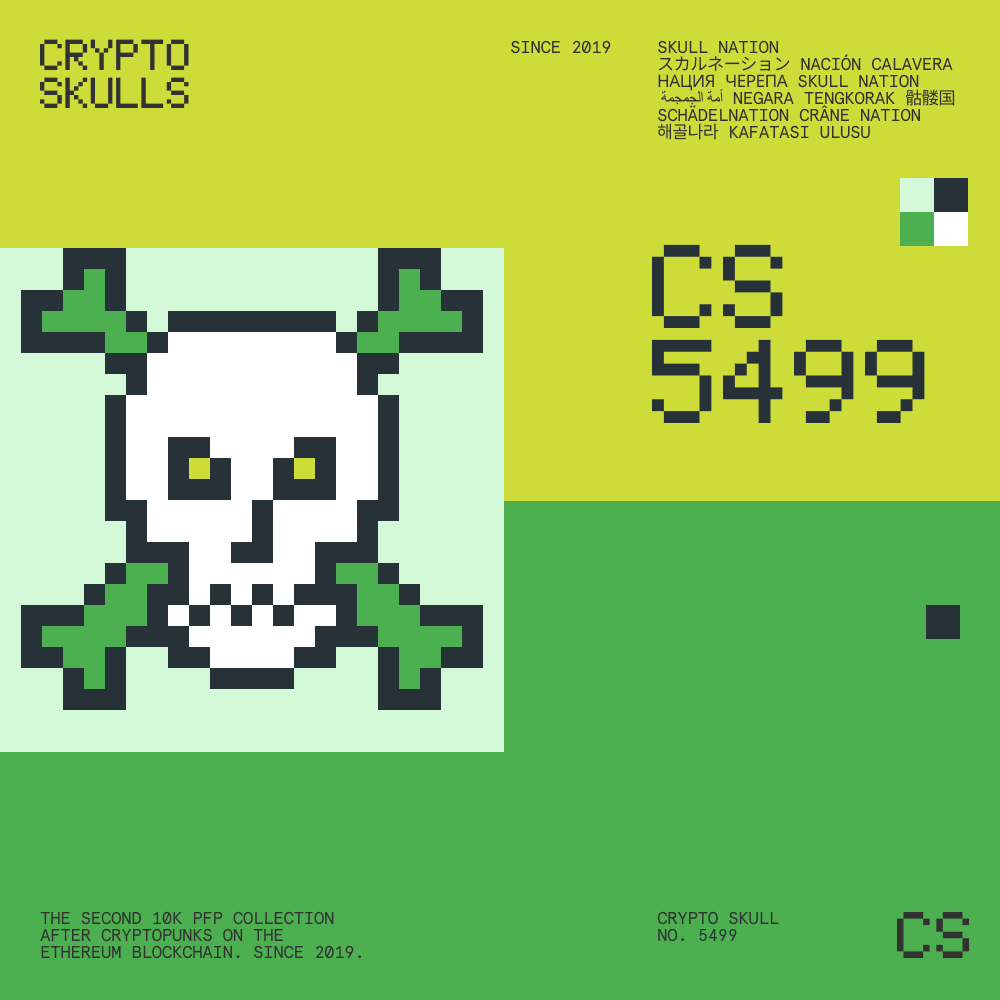 CRYPTO
SKULLS
SINCE 2019
SKULL NATION
スカルネーション NACIÓN CALAVERA
НАЦИЯ ЧЕРЕПА SKULL NATION
أمة الجمجمة NEGARA TENGKORAK 骷髅国
SCHÄDELNATION CRÂNE NATION
해골나라 KAFATASI ULUSU
CS
5499
THE SECOND 10K PFP COLLECTION
AFTER CRYPTOPUNKS ON THE
ETHEREUM BLOCKCHAIN. SINCE 2019.
CRYPTO SKULL
NO. 5499
CS